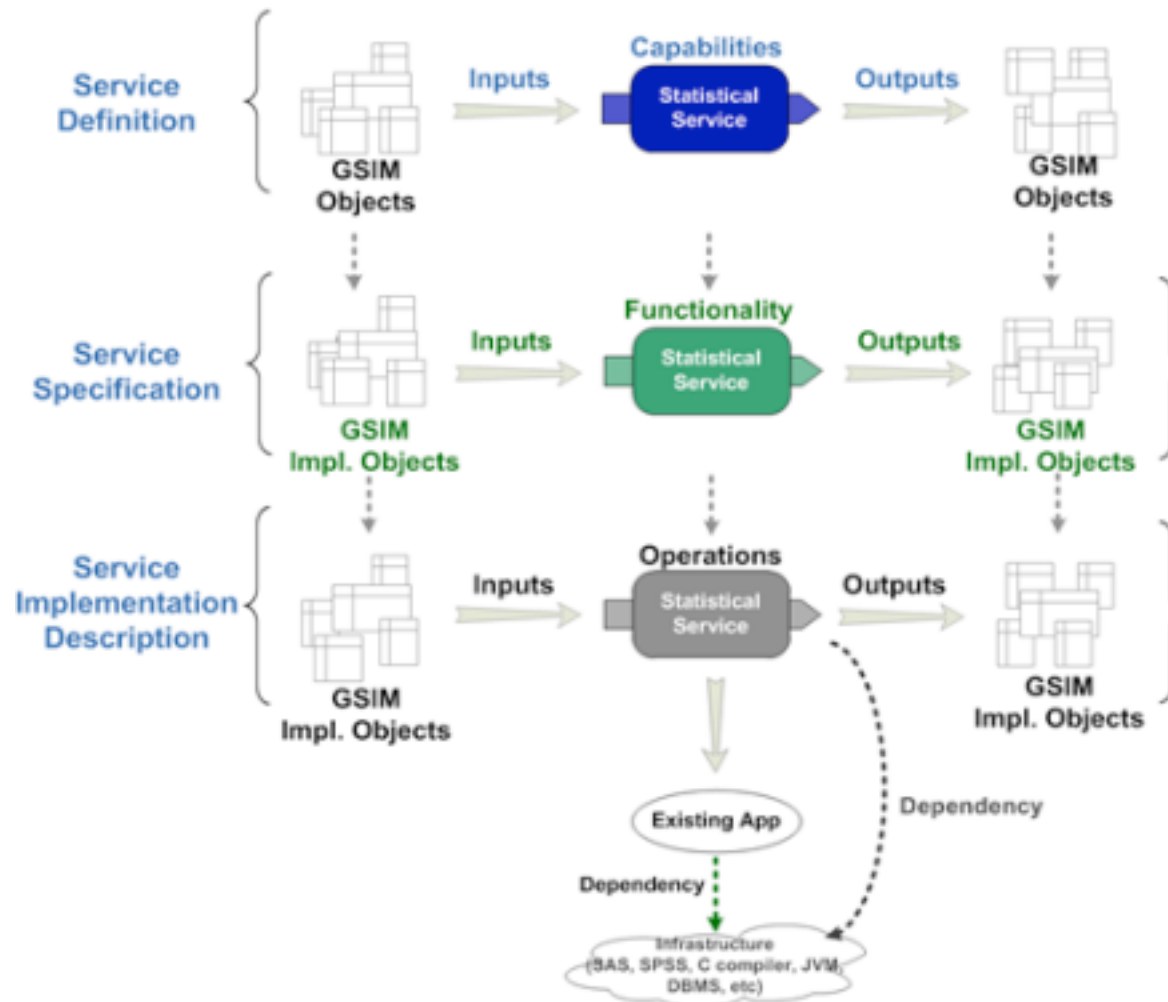 Capabilities
Service
Definition
Inputs
Statistical
Service
Outputs
GSIM
Objects
GSIM
Objects
Functionality
Service
Specification
Inputs
Statistical
Service
Outputs
GSIM
Impl. Objects
GSIM
Impl. Objects
Operations
Service
Implementation
Description
Inputs
Statistical
Service
Outputs
GSIM
Impl. Objects
GSIM
Impl. Objects
Existing App
Dependency
Dependency
Infrastructure
(SAS, SPSS, C compiler, JVM,
DBMS, etc)